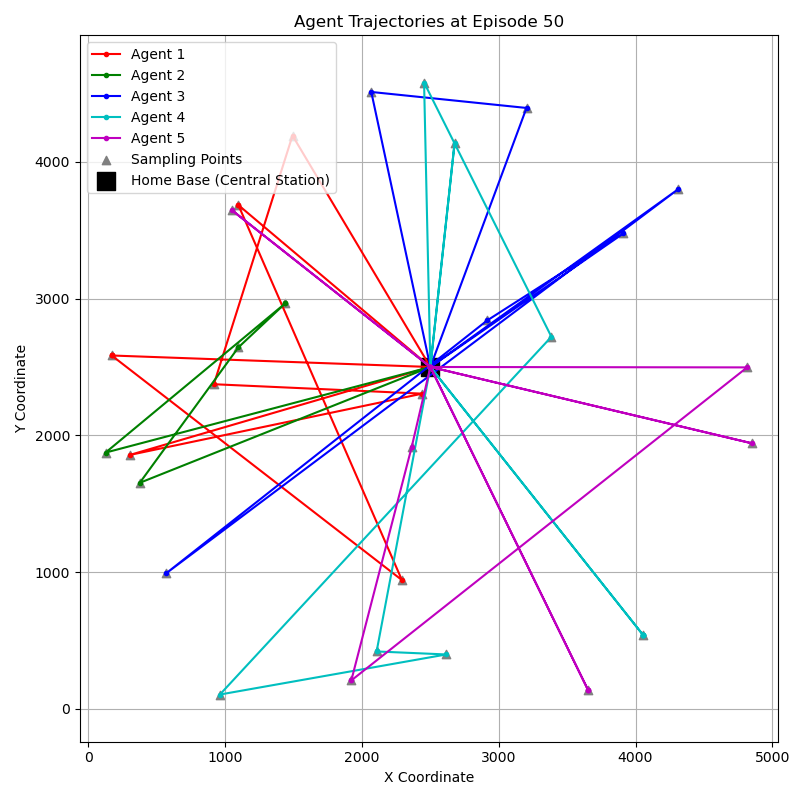 Agent Trajectories at Episode 50
Agent 1
Agent 2
Agent 3
Agent 4
Agent 5
Sampling Points
Home Base (Central Station)
Y Coordinate
4000
3000
2000
1000
0
0 1000 2000 3000 4000 5000
X Coordinate